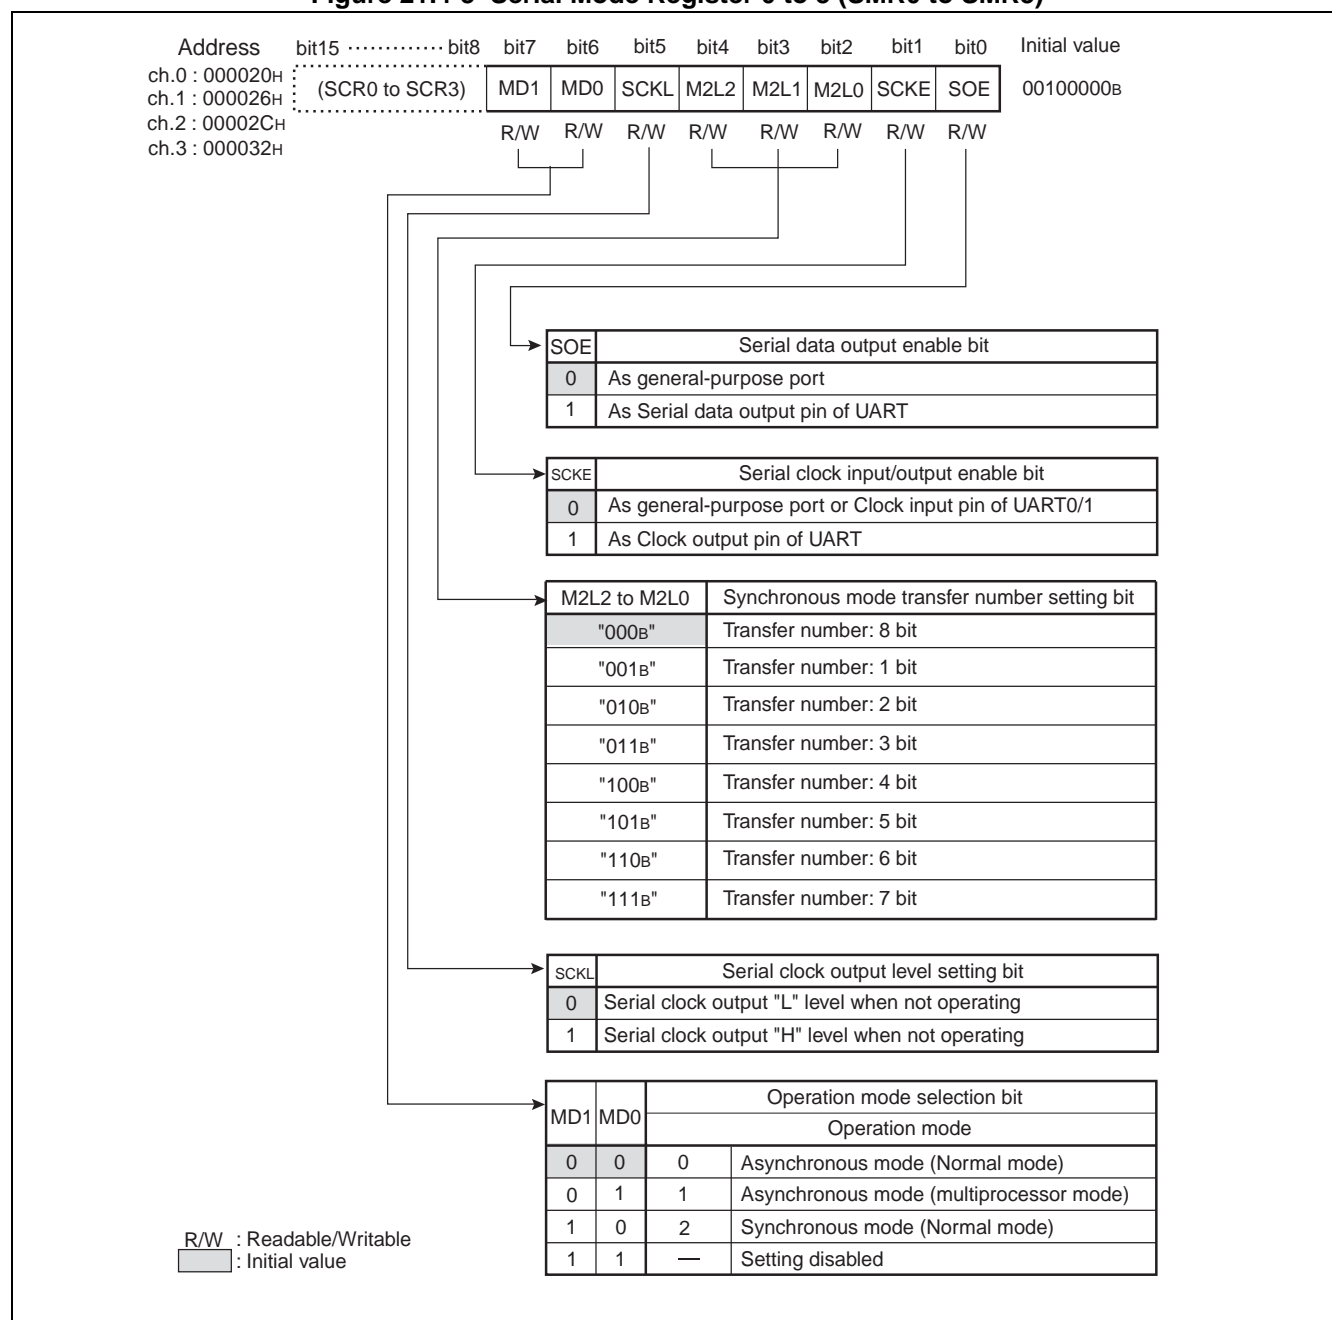 Address bit15 bit8 bit7 bit6 bit5 bit4 bit3 bit2 bit1 bit0 Initial value
ch.0 : 000020H
ch.1 : 000026H
ch.2 : 00002CH
ch.3 : 000032H
(SCR0 to SCR3) MD1 MD0 SCKL M2L2 M2L1 M2L0 SCKE SOE 00100000B
R/W R/W R/W R/W R/W R/W R/W R/W
SOE Serial data output enable bit
0 As general-purpose port
1 As Serial data output pin of UART
SCKE Serial clock input/output enable bit
0 As general-purpose port or Clock input pin of UART0/1
1 As Clock output pin of UART
M2L2 to M2L0 Synchronous mode transfer number setting bit
"000B" Transfer number: 8 bit
"001B" Transfer number: 1 bit
"010B" Transfer number: 2 bit
"011B" Transfer number: 3 bit
"100B" Transfer number: 4 bit
"101B" Transfer number: 5 bit
"110B" Transfer number: 6 bit
"111B" Transfer number: 7 bit
SCKL Serial clock output level setting bit
0 Serial clock output "L" level when not operating
1 Serial clock output "H" level when not operating
MD1 MD0 Operation mode selection bit
Operation mode
0 0 0 Asynchronous mode (Normal mode)
0 1 1 Asynchronous mode (multiprocessor mode)
1 0 2 Synchronous mode (Normal mode)
1 1 — Setting disabled
R/W : Readable/Writable
: Initial value